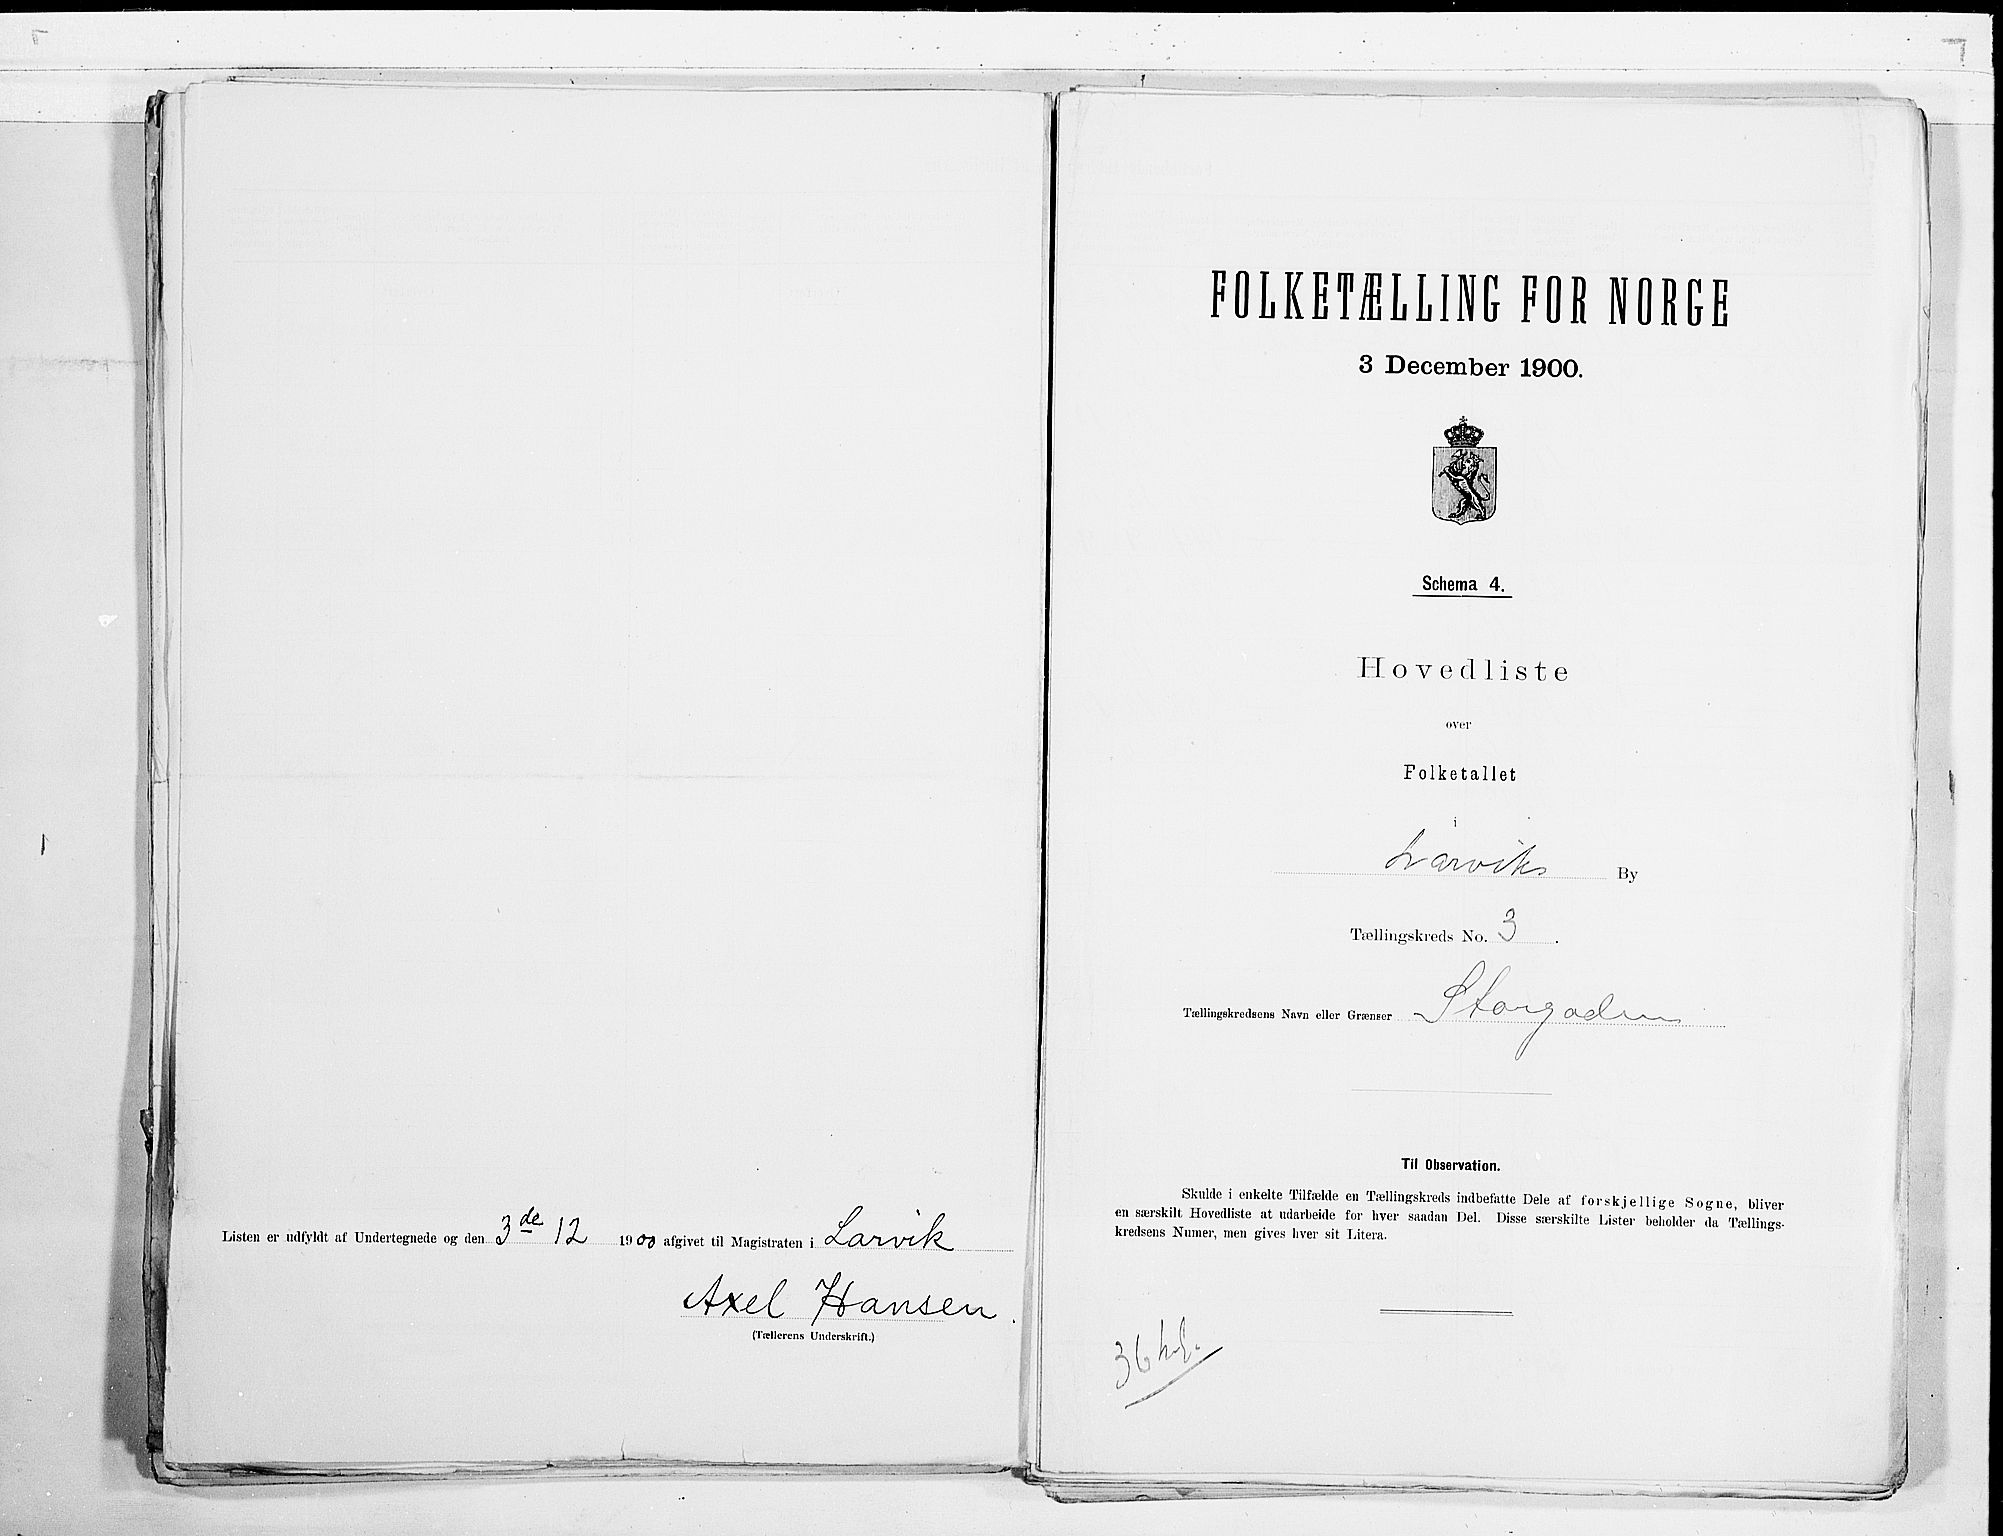 Listen er udfyldt af Undertegnede og den 3de 12 1900 afgivet til Magistraten i Larvik
Axel Hansen.
(Tællerens Underskrift.)
FOLKETÆLLING FOR NORGE
3 December 1900.
Schema 4.
Hovedliste
over
Folketallet
i
Larviks By
Tællingskreds No. 3.
Tællingskredsens Navn eller Grænser Storgaden
Til Observation.
Skulde i enkelte Tilfælde en Tællingskreds indbefatte Dele af forskjellige Sogne, bliver
en særskilt Hovedliste at udarbeide for hver saadan Del. Disse særskilte Lister beholder da Tællings-
kredsens Numer, men gives hver sit Litera.
36